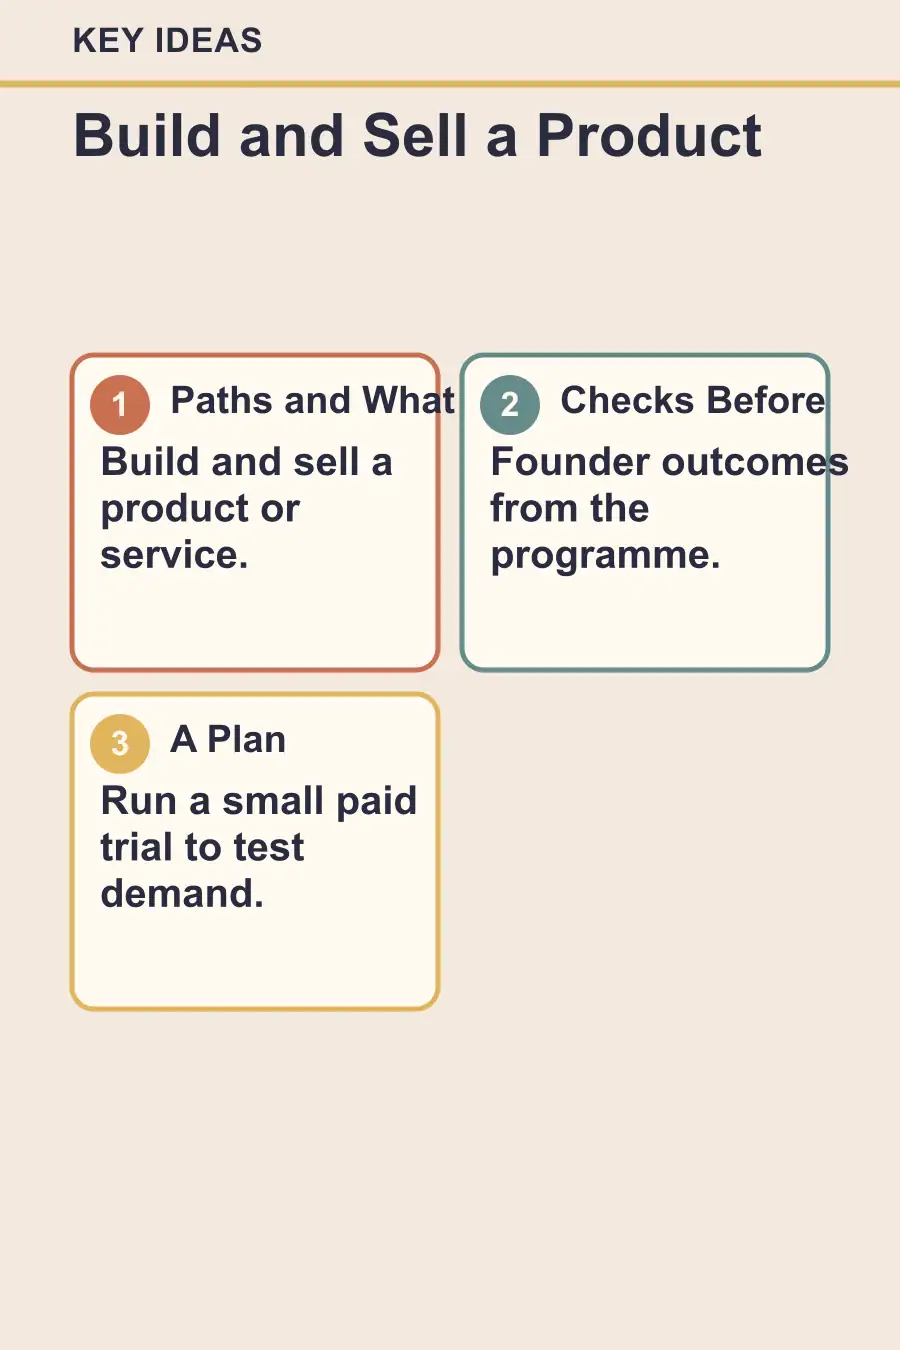 KEY IDEAS
Build and Sell a Product
1 Paths and What
Build and sell a
product or
service.
2 Checks Before
Founder outcomes
from the
programme.
3 A Plan
Run a small paid
trial to test
demand.